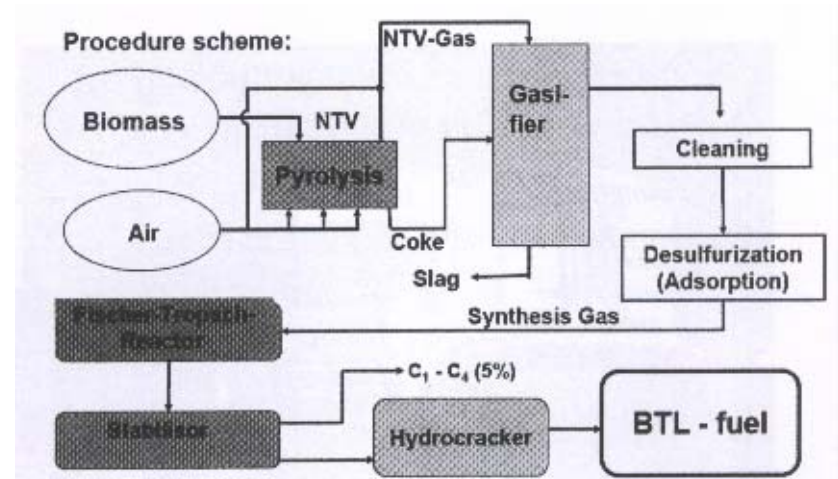 Procedure scheme:
NTV-Gas
Biomass
NTV
Gasi-
fier
Pyrolysis
Cleaning
Air
Coke
Slag
Desulfurization
(Adsorption)
Fischer-Tropsch-
Reactor
Synthesis Gas
C₁ - C₄ (5%)
Hydrocracker
BTL - fuel